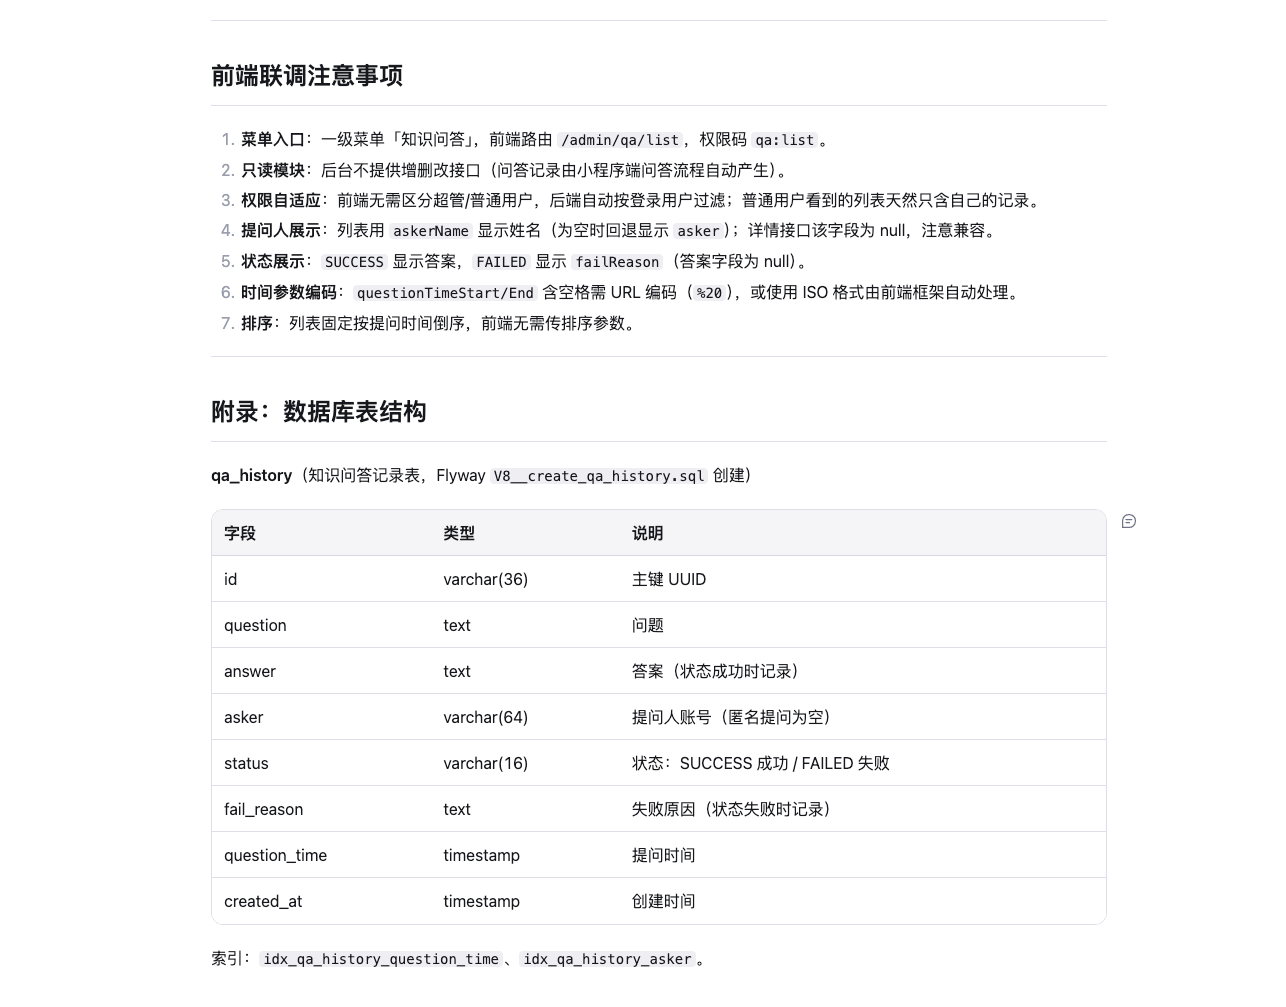 前端联调注意事项
1. 菜单入口：一级菜单「知识问答」，前端路由 /admin/qa/list，权限码 qa:list。
2. 只读模块：后台不提供增删改接口（问答记录由小程序端问答流程自动产生）。
3. 权限自适应：前端无需区分超管/普通用户，后端自动按登录用户过滤；普通用户看到的列表天然只含自己的记录。
4. 提问人展示：列表用 askerName 显示姓名（为空时回退显示 asker）；详情接口该字段为 null，注意兼容。
5. 状态展示：SUCCESS 显示答案，FAILED 显示 failReason（答案字段为 null）。
6. 时间参数编码：questionTimeStart/End 含空格需 URL 编码（%20），或使用 ISO 格式由前端框架自动处理。
7. 排序：列表固定按提问时间倒序，前端无需传排序参数。
附录：数据库表结构
qa_history（知识问答记录表，Flyway V8__create_qa_history.sql 创建）
字段 类型 说明
id varchar(36) 主键 UUID
question text 问题
answer text 答案（状态成功时记录）
asker varchar(64) 提问人账号（匿名提问为空）
status varchar(16) 状态：SUCCESS 成功 / FAILED 失败
fail_reason text 失败原因（状态失败时记录）
question_time timestamp 提问时间
created_at timestamp 创建时间
索引：idx_qa_history_question_time、idx_qa_history_asker。